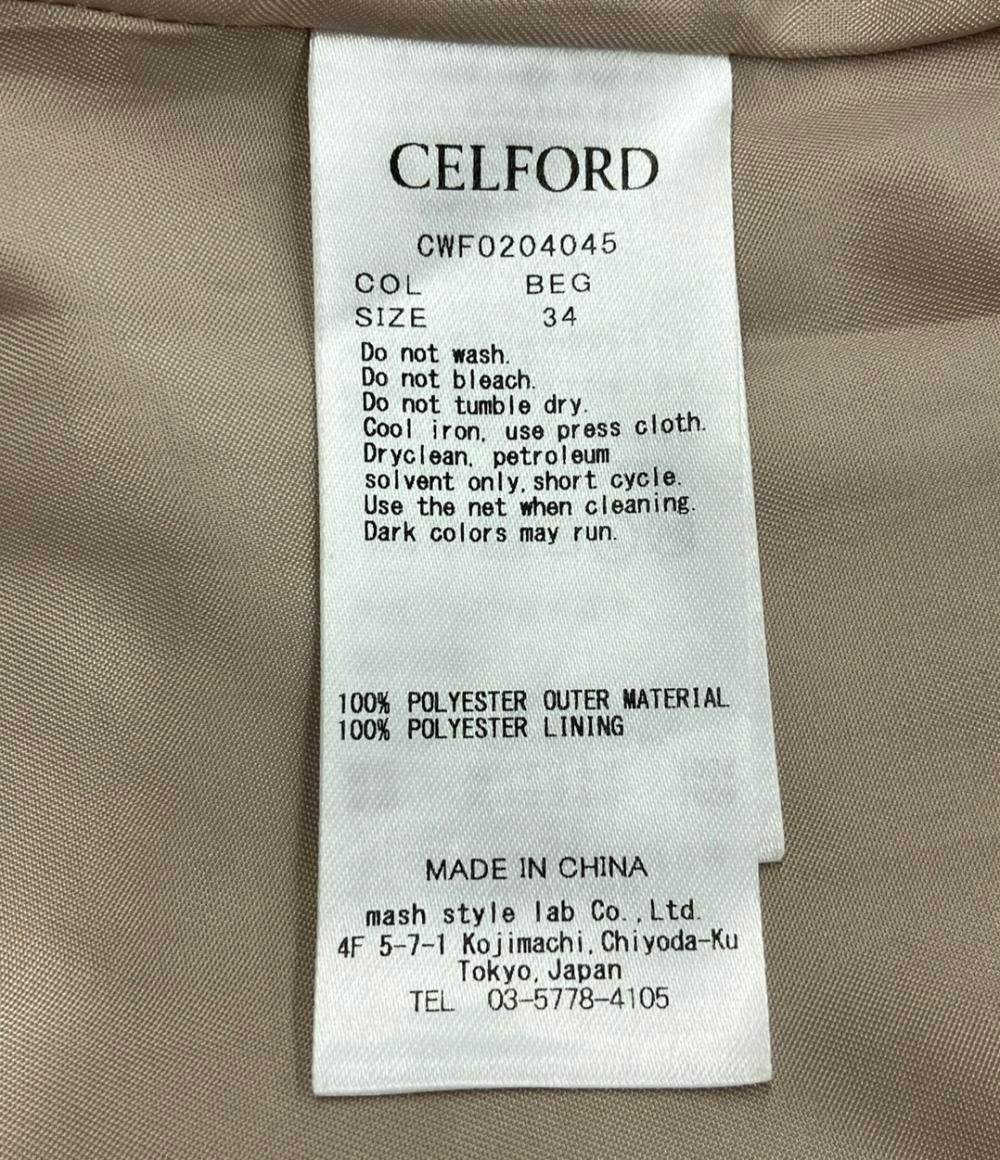 CELFORD
CWF0204045
COL BEG
SIZE 34
Do not wash.
Do not bleach.
Do not tumble dry.
Cool iron, use press cloth.
Dryclean, petroleum
solvent only,short cycle.
Use the net when cleaning.
Dark colors may run.
100% POLYESTER OUTER MATERIAL
100% POLYESTER LINING
MADE IN CHINA
mash style lab Co.,Ltd.
4F 5-7-1 Kojimachi,Chiyoda-Ku
Tokyo,Japan
TEL 03-5778-4105